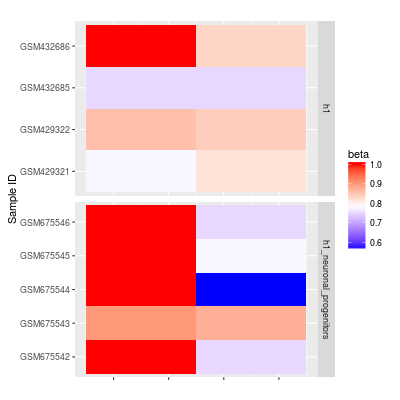 GSM432686
GSM432685
GSM429322
GSM429321
h1
GSM675546
GSM675545
GSM675544
GSM675543
GSM675542
h1_neuronal_progenitors
Sample ID
beta
1.0
0.9
0.8
0.7
0.6